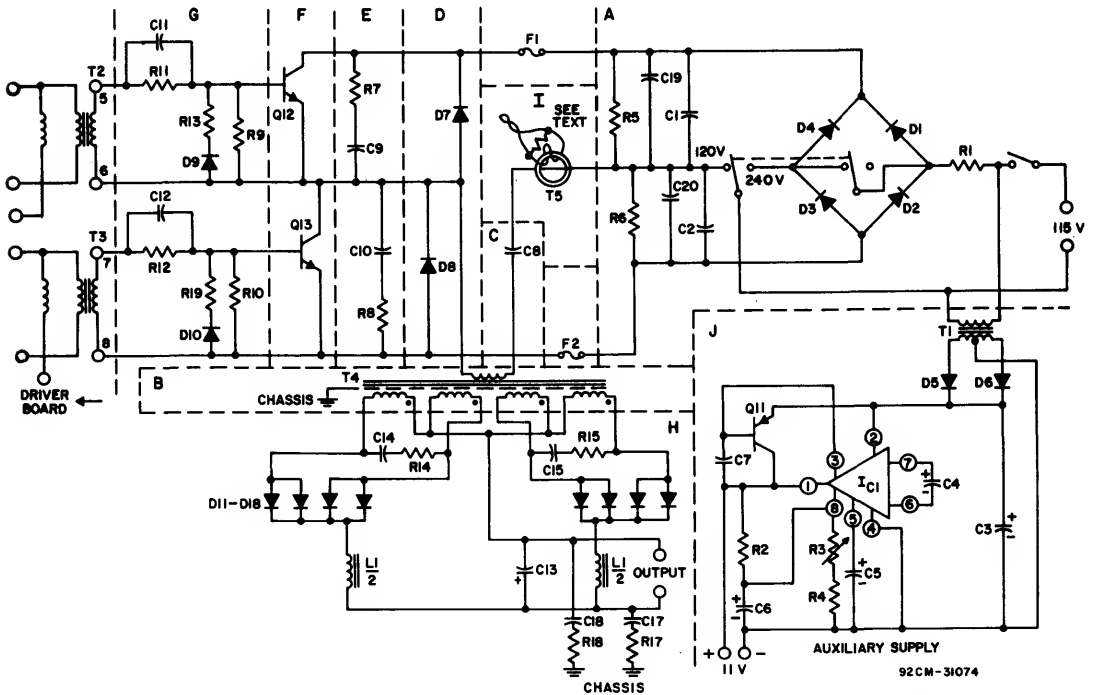 G
F
E
D
A
C11
T2
5
R11
Q12
R7
F1
I
SEE
TEXT
R5
C19
C1
D4
D1
R13
R9
D7
D9
C9
120V
240V
R1
T5
6
C12
C20
115 V
R6
C2
D3
D2
Q13
T3
7
R12
C10
C
C8
D8
R19
R10
R8
D10
J
T1
8
F2
DRIVER
BOARD
B
T4
D5
D6
CHASSIS
Q11
H
C14
R14
R15
C15
C7
3
2
7
1
IC1
C4
8
6
5
4
D11-D18
R2
R3
C3
L1
2
C13
L1
2
OUTPUT
C5
R4
C6
C18
R18
C17
R17
+
11 V
-
AUXILIARY SUPPLY
CHASSIS
92CM-31074